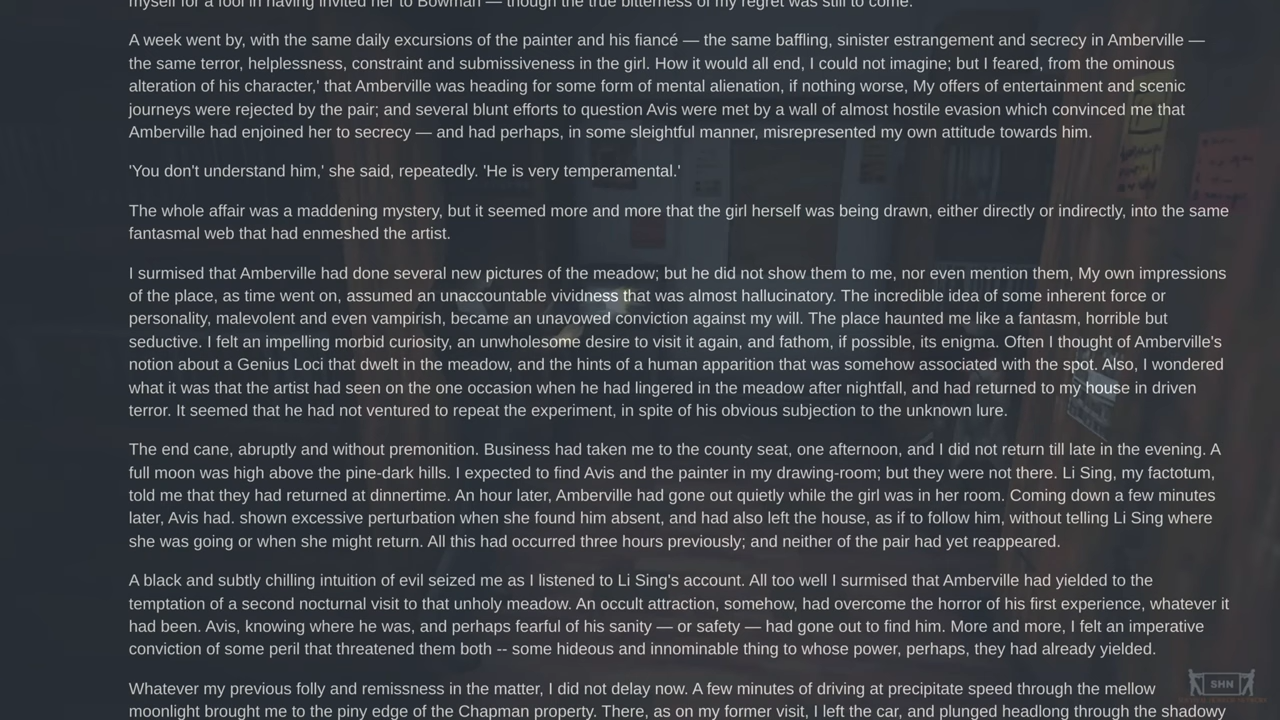 myself for a fool in having invited her to Bowman — though the true bitterness of my regret was still to come.
A week went by, with the same daily excursions of the painter and his fiancé — the same baffling, sinister estrangement and secrecy in Amberville —
the same terror, helplessness, constraint and submissiveness in the girl. How it would all end, I could not imagine; but I feared, from the ominous
alteration of his character,' that Amberville was heading for some form of mental alienation, if nothing worse, My offers of entertainment and scenic
journeys were rejected by the pair; and several blunt efforts to question Avis were met by a wall of almost hostile evasion which convinced me that
Amberville had enjoined her to secrecy — and had perhaps, in some sleightful manner, misrepresented my own attitude towards him.
'You don't understand him,' she said, repeatedly. 'He is very temperamental.'
The whole affair was a maddening mystery, but it seemed more and more that the girl herself was being drawn, either directly or indirectly, into the same
fantasmal web that had enmeshed the artist.
I surmised that Amberville had done several new pictures of the meadow; but he did not show them to me, nor even mention them, My own impressions
of the place, as time went on, assumed an unaccountable vividness that was almost hallucinatory. The incredible idea of some inherent force or
personality, malevolent and even vampirish, became an unavowed conviction against my will. The place haunted me like a fantasm, horrible but
seductive. I felt an impelling morbid curiosity, an unwholesome desire to visit it again, and fathom, if possible, its enigma. Often I thought of Amberville's
notion about a Genius Loci that dwelt in the meadow, and the hints of a human apparition that was somehow associated with the spot. Also, I wondered
what it was that the artist had seen on the one occasion when he had lingered in the meadow after nightfall, and had returned to my house in driven
terror. It seemed that he had not ventured to repeat the experiment, in spite of his obvious subjection to the unknown lure.
The end cane, abruptly and without premonition. Business had taken me to the county seat, one afternoon, and I did not return till late in the evening. A
full moon was high above the pine-dark hills. I expected to find Avis and the painter in my drawing-room; but they were not there. Li Sing, my factotum,
told me that they had returned at dinnertime. An hour later, Amberville had gone out quietly while the girl was in her room. Coming down a few minutes
later, Avis had. shown excessive perturbation when she found him absent, and had also left the house, as if to follow him, without telling Li Sing where
she was going or when she might return. All this had occurred three hours previously; and neither of the pair had yet reappeared.
A black and subtly chilling intuition of evil seized me as I listened to Li Sing's account. All too well I surmised that Amberville had yielded to the
temptation of a second nocturnal visit to that unholy meadow. An occult attraction, somehow, had overcome the horror of his first experience, whatever it
had been. Avis, knowing where he was, and perhaps fearful of his sanity — or safety — had gone out to find him. More and more, I felt an imperative
conviction of some peril that threatened them both -- some hideous and innominable thing to whose power, perhaps, they had already yielded.
Whatever my previous folly and remissness in the matter, I did not delay now. A few minutes of driving at precipitate speed through the mellow
moonlight brought me to the piny edge of the Chapman property. There, as on my former visit, I left the car, and plunged headlong through the shadowy
SHN